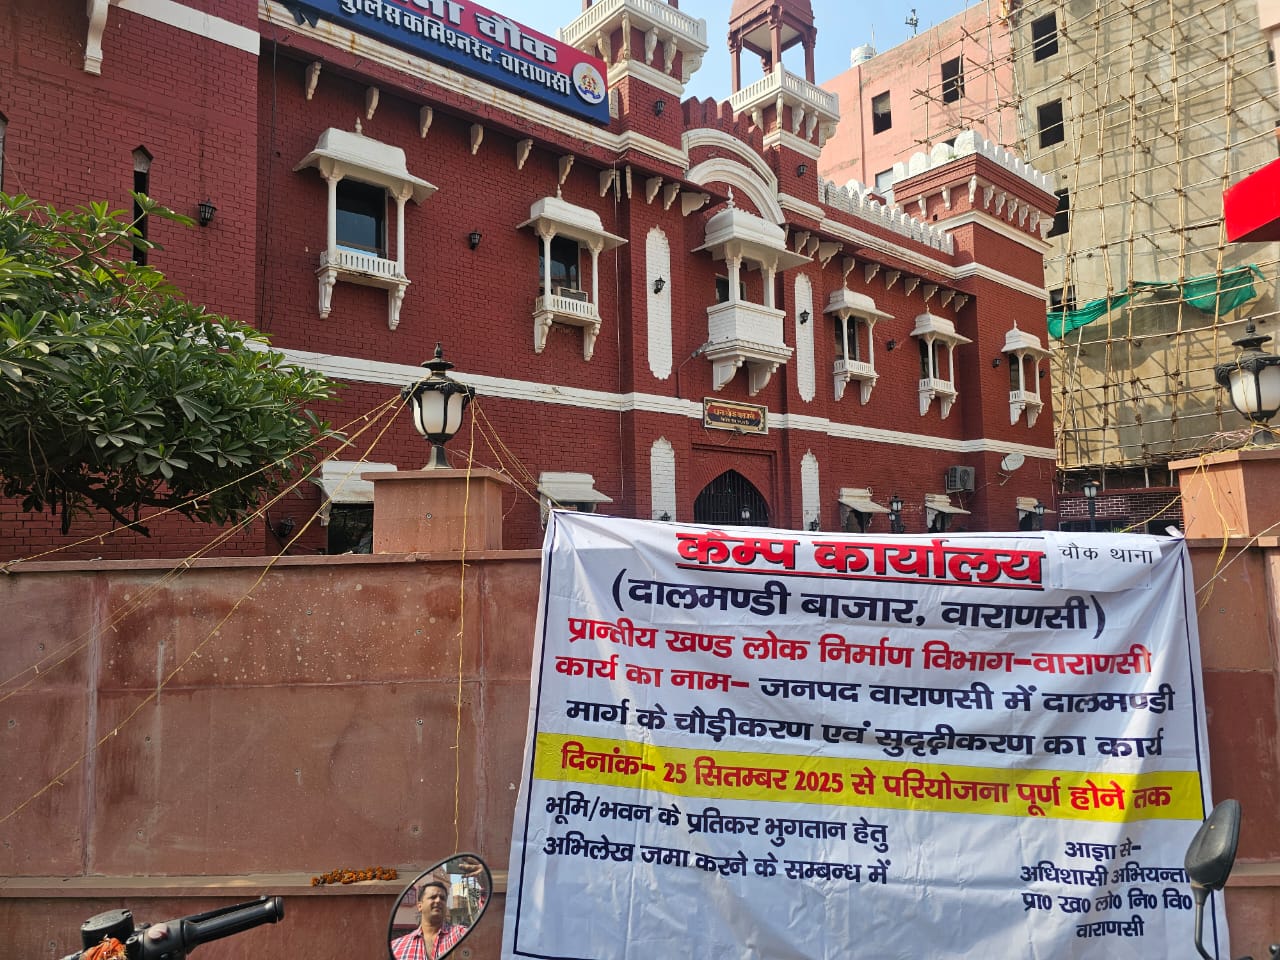 ना चौक
पुलिस कमिश्नरेट-वाराणसी
कैम्प कार्यालय चौक थाना
(दालमण्डी बाजार, वाराणसी)
प्रान्तीय खण्ड लोक निर्माण विभाग-वाराणसी
कार्य का नाम- जनपद वाराणसी में दालमण्डी
मार्ग के चौड़ीकरण एवं सुदृढ़ीकरण का कार्य
दिनांक- 25 सितम्बर 2025 से परियोजना पूर्ण होने तक
भूमि/भवन के प्रतिकर भुगतान हेतु
अभिलेख जमा करने के सम्बन्ध में
आज्ञा से-
अधिशासी अभियन्ता
प्रा० ख० लो० नि० वि०
वाराणसी